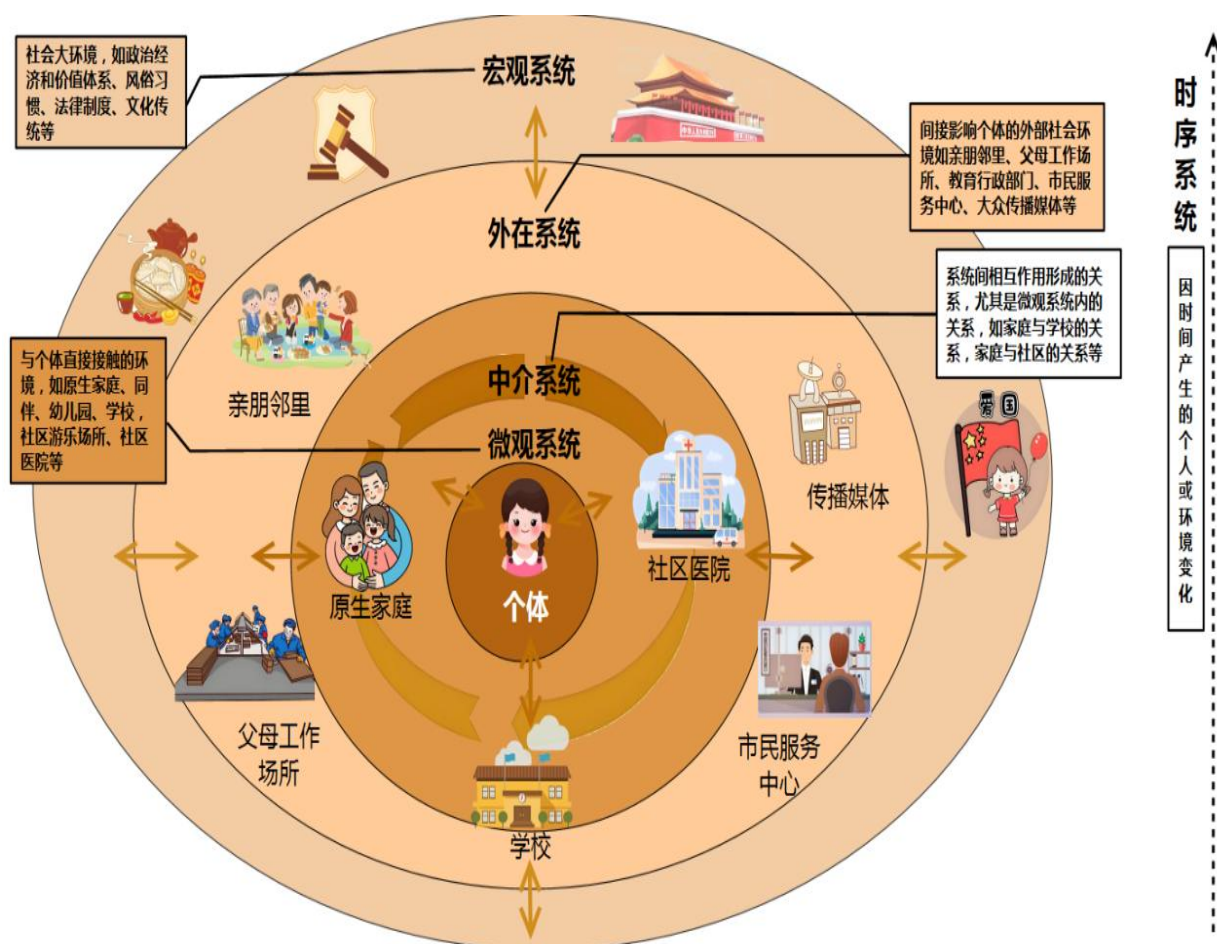 社会大环境，如政治经
济和价值体系、风俗习
惯、法律制度、文化传
统等
宏观系统
间接影响个体的外部社会环
境如亲朋邻里、父母工作场
所、教育行政部门、市民服
务中心、大众传播媒体等
时序系统
因时间产生的个人或环境变化
外在系统
系统间相互作用形成的关
系，尤其是微观系统内的
关系，如家庭与学校的关
系，家庭与社区的关系等
与个体直接接触的环
境，如原生家庭、同
伴、幼儿园、学校，
社区游乐场所、社区
医院等
亲朋邻里
中介系统
微观系统
爱国
传播媒体
原生家庭
个体
社区医院
父母工作
场所
市民服务
中心
学校